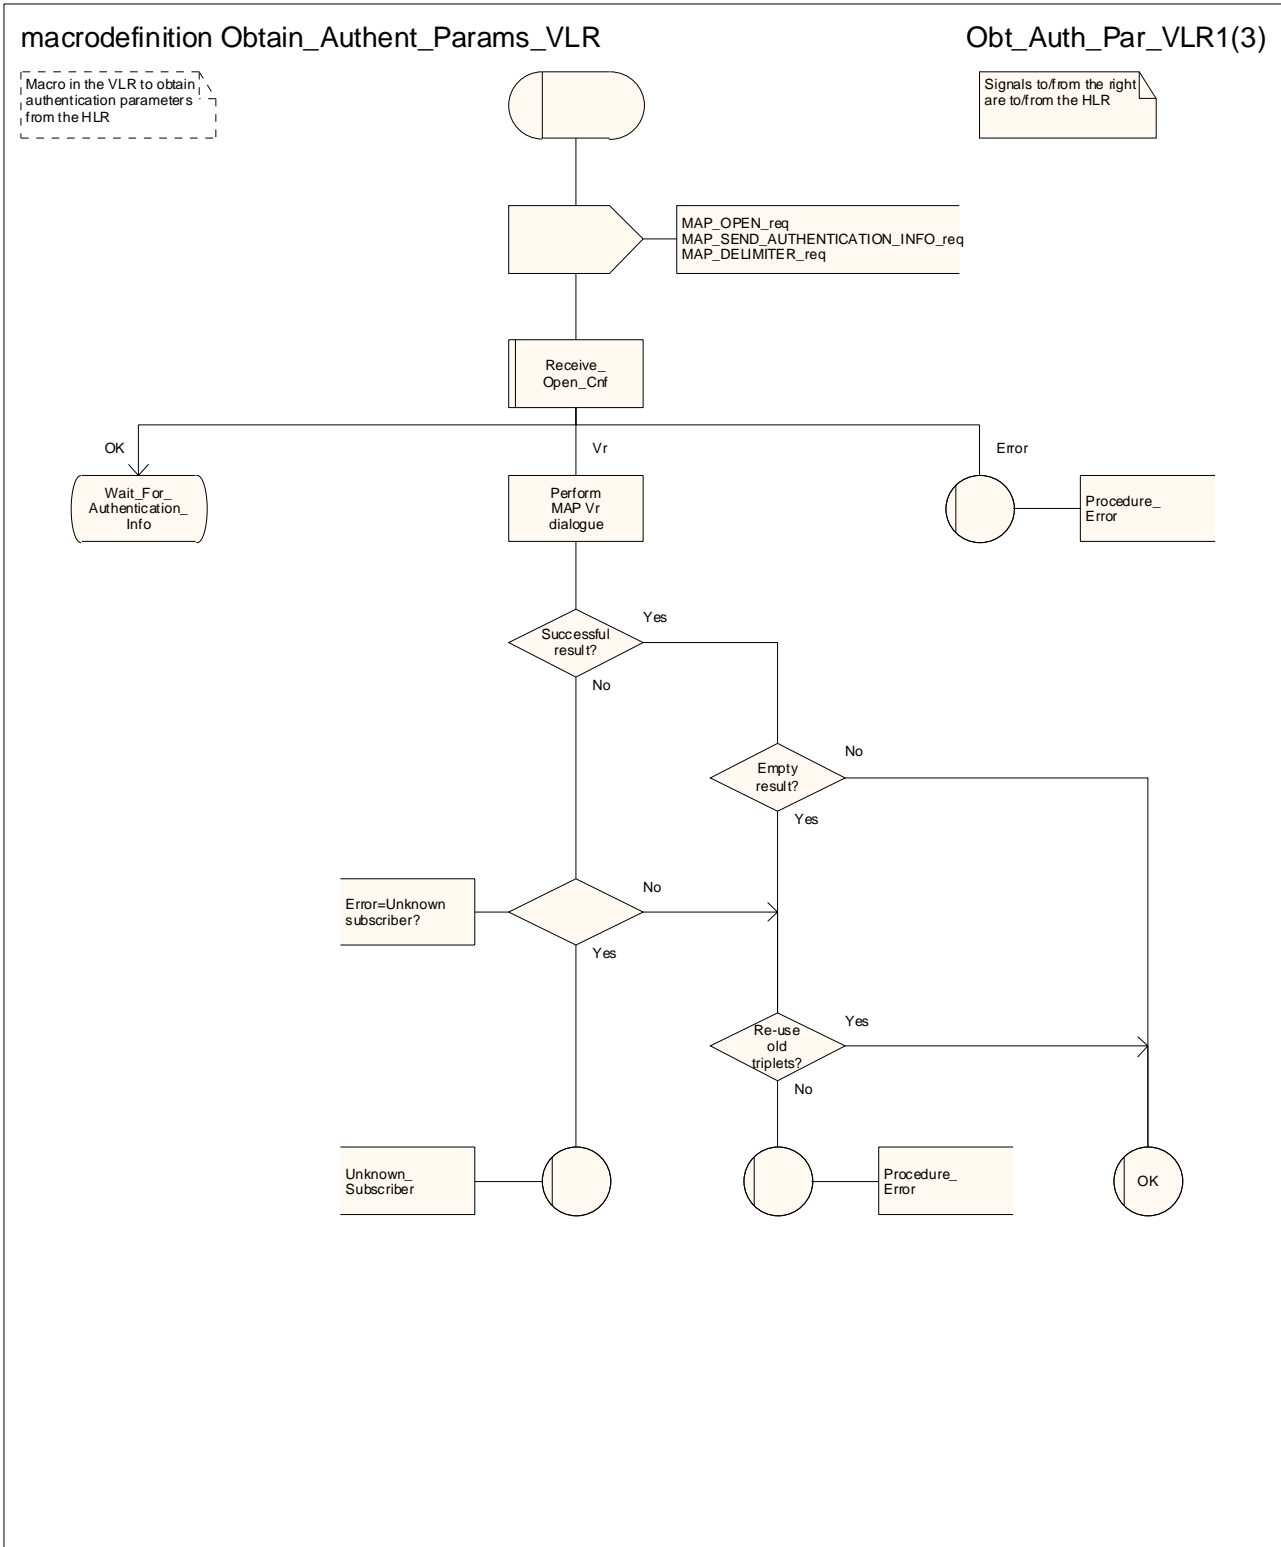 macrodefinition Obtain_Authent_Params_VLR
Obt_Auth_Par_VLR1(3)
Macro in the VLR to obtain
authentication parameters
from the HLR
Signals to/from the right
are to/from the HLR
MAP_OPEN_req
MAP_SEND_AUTHENTICATION_INFO_req
MAP_DELIMITER_req
Receive_
Open_Cnf
OK
Vr
Error
Wait_For_
Authentication_
Info
Perform
MAP Vr
dialogue
Procedure_
Error
Successful
result?
Yes
No
Empty
result?
No
Yes
Error=Unknown
subscriber?
No
Yes
Re-use
old
triplets?
Yes
No
Unknown_
Subscriber
Procedure_
Error
OK